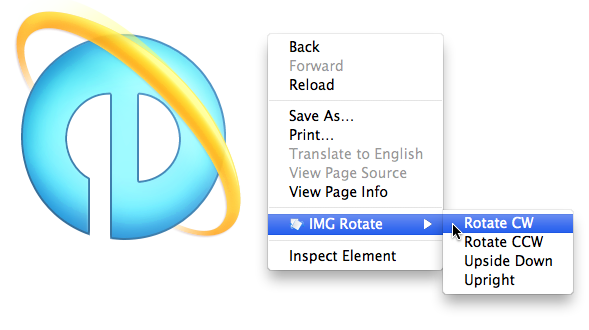 Back
Forward
Reload
Save As...
Print...
Translate to English
View Page Source
View Page Info
IMG Rotate
Rotate CW
Rotate CCW
Upside Down
Upright
Inspect Element